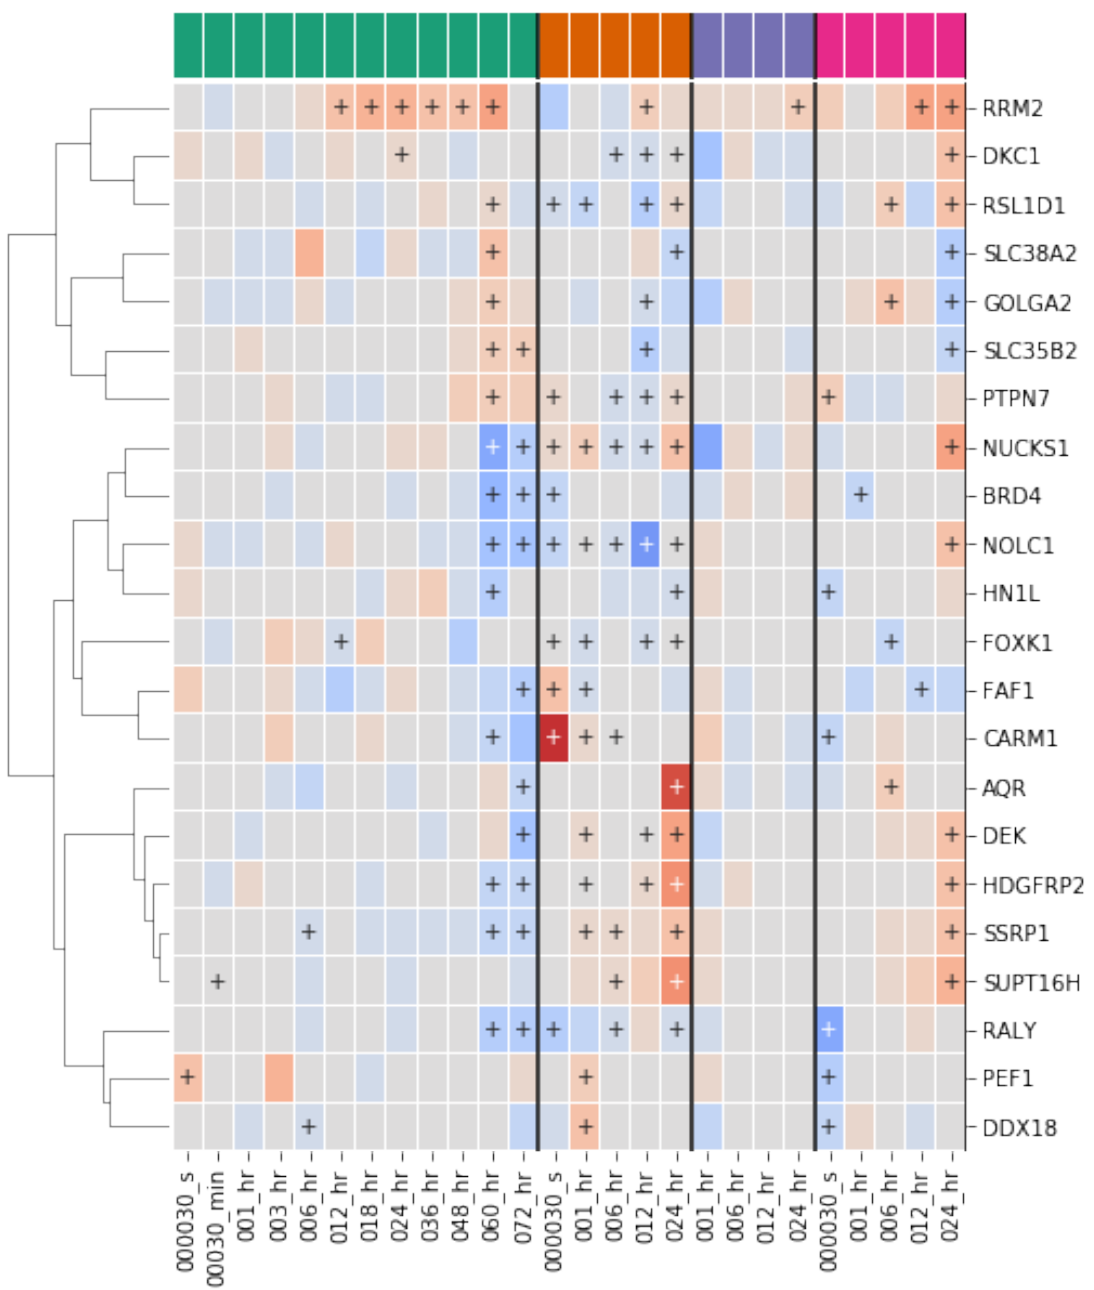 RRM2
DKC1
RSL1D1
SLC38A2
GOLGA2
SLC35B2
PTPN7
NUCKS1
BRD4
NOLC1
HN1L
FOXK1
FAF1
CARM1
AQR
DEK
HDGFRP2
SSRP1
SUPT16H
RALY
PEF1
DDX18
000030_s
00030_min
001_hr
003_hr
006_hr
012_hr
018_hr
024_hr
036_hr
048_hr
060_hr
072_hr
000030_s
001_hr
006_hr
012_hr
024_hr
001_hr
006_hr
012_hr
024_hr
000030_s
001_hr
006_hr
012_hr
024_hr